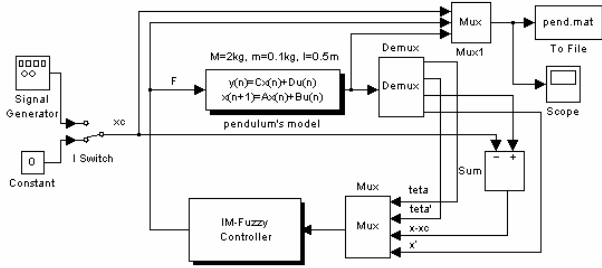 Mux
Mux1
pend.mat
To File
Scope
M=2kg, m=0.1kg, l=0.5m
Demux
F
y(n)=Cx(n)+Du(n)
x(n+1)=Ax(n)+Bu(n)
Demux
pendulum's model
Signal
Generator
xc
I Switch
0
Constant
- +
Sum
Mux
teta
teta'
x-xc
x'
Mux
IM-Fuzzy
Controller